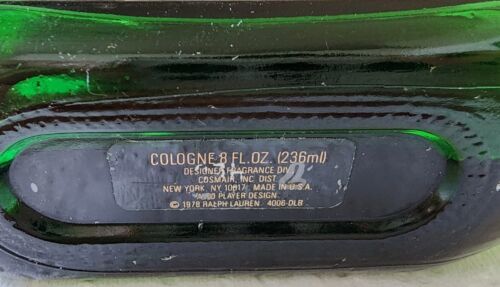 COLOGNE 8 FL.OZ. (236ml)
DESIGNER FRAGRANCE DIV.
COSMAIR, INC DIST.
NEW YORK, NY 10017 MADE IN U.S.A.
PLAYER DESIGN
© 1978 RALPH LAUREN 4006-DLB